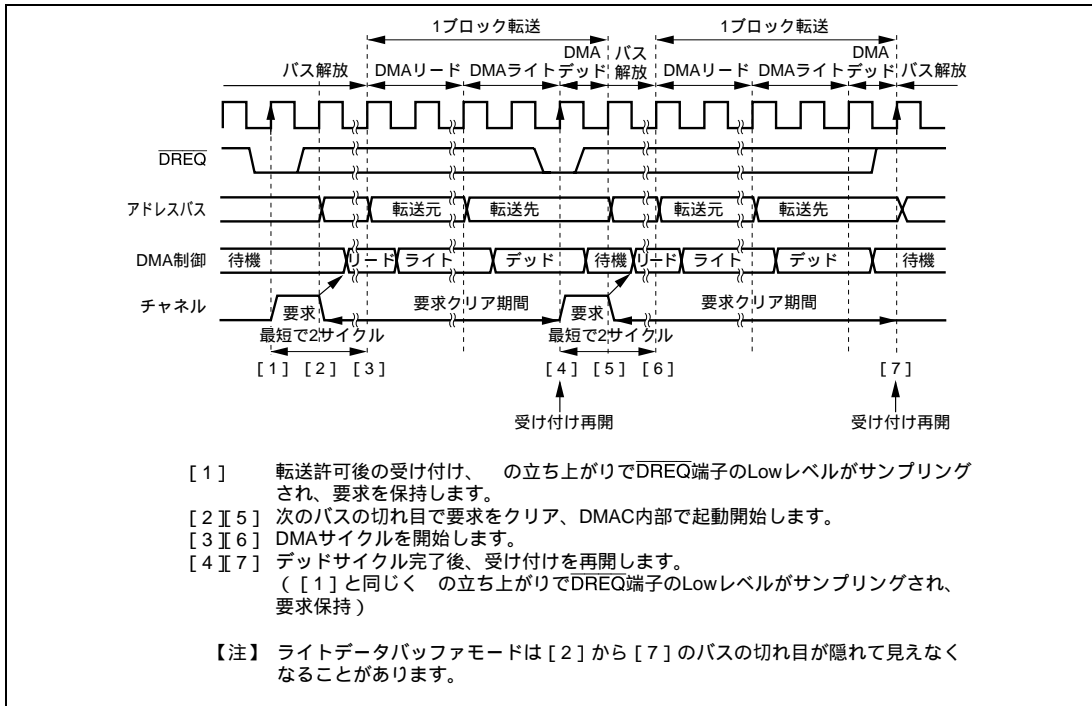 1ブロック転送 1ブロック転送
DMA バス DMA
バス解放 DMAリード DMAライト デッド 解放 DMAリード DMAライト デッド バス解放
DREQ
アドレスバス 転送元 転送先 転送元 転送先
DMA制御 待機 リード ライト デッド 待機 リード ライト デッド 待機
チャネル 要求 要求クリア期間 要求 要求クリア期間
最短で2サイクル 最短で2サイクル
[1] [2] [3] [4] [5] [6] [7]
受け付け再開 受け付け再開
[1] 転送許可後の受け付け、 の立ち上がりでDREQ端子のLowレベルがサンプリング
され、要求を保持します。
[2][5] 次のバスの切れ目で要求をクリア、DMAC内部で起動開始します。
[3][6] DMAサイクルを開始します。
[4][7] デッドサイクル完了後、受け付けを再開します。
([1]と同じく の立ち上がりでDREQ端子のLowレベルがサンプリングされ、
要求保持)
【注】 ライトデータバッファモードは[2]から[7]のバスの切れ目が隠れて見えなく
なることがあります。